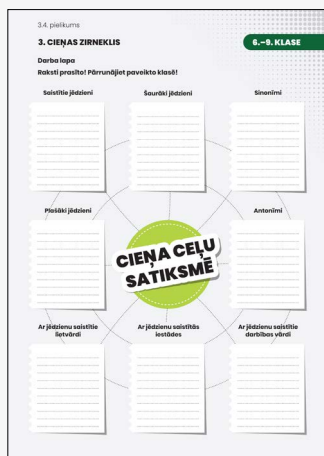 3.4. pielikums
3. CIEŅAS ZIRNEKLIS
6.–9. KLASE
Darba lapa
Raksti prasīto! Pārrunājiet paveikto klasē!
Saistītie jēdzieni
Šaurāki jēdzieni
Sinonīmi
Plašāki jēdzieni
Antonīmi
CIEŅA CEĻU
SATIKSMĒ
Ar jēdzienu saistītie
lietvārdi
Ar jēdzienu saistītās
iestādes
Ar jēdzienu saistītie
darbības vārdi